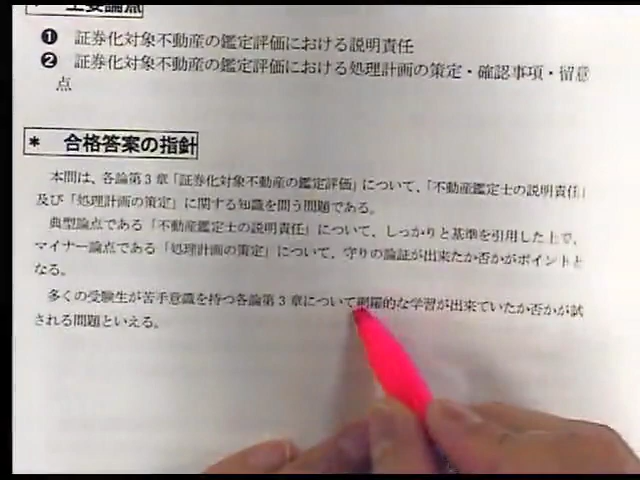 * 主要論点
❶ 証券化対象不動産の鑑定評価における説明責任
❷ 証券化対象不動産の鑑定評価における処理計画の策定・確認事項・留意
点
* 合格答案の指針
本問は、各論第3章「証券化対象不動産の鑑定評価」について、「不動産鑑定士の説明責任」
及び「処理計画の策定」に関する知識を問う問題である。
典型論点である「不動産鑑定士の説明責任」について、しっかりと基準を引用した上で、
マイナー論点である「処理計画の策定」について、守りの論証が出来たか否かがポイントと
なる。
多くの受験生が苦手意識を持つ各論第3章について網羅的な学習が出来ていたか否かが試
される問題といえる。